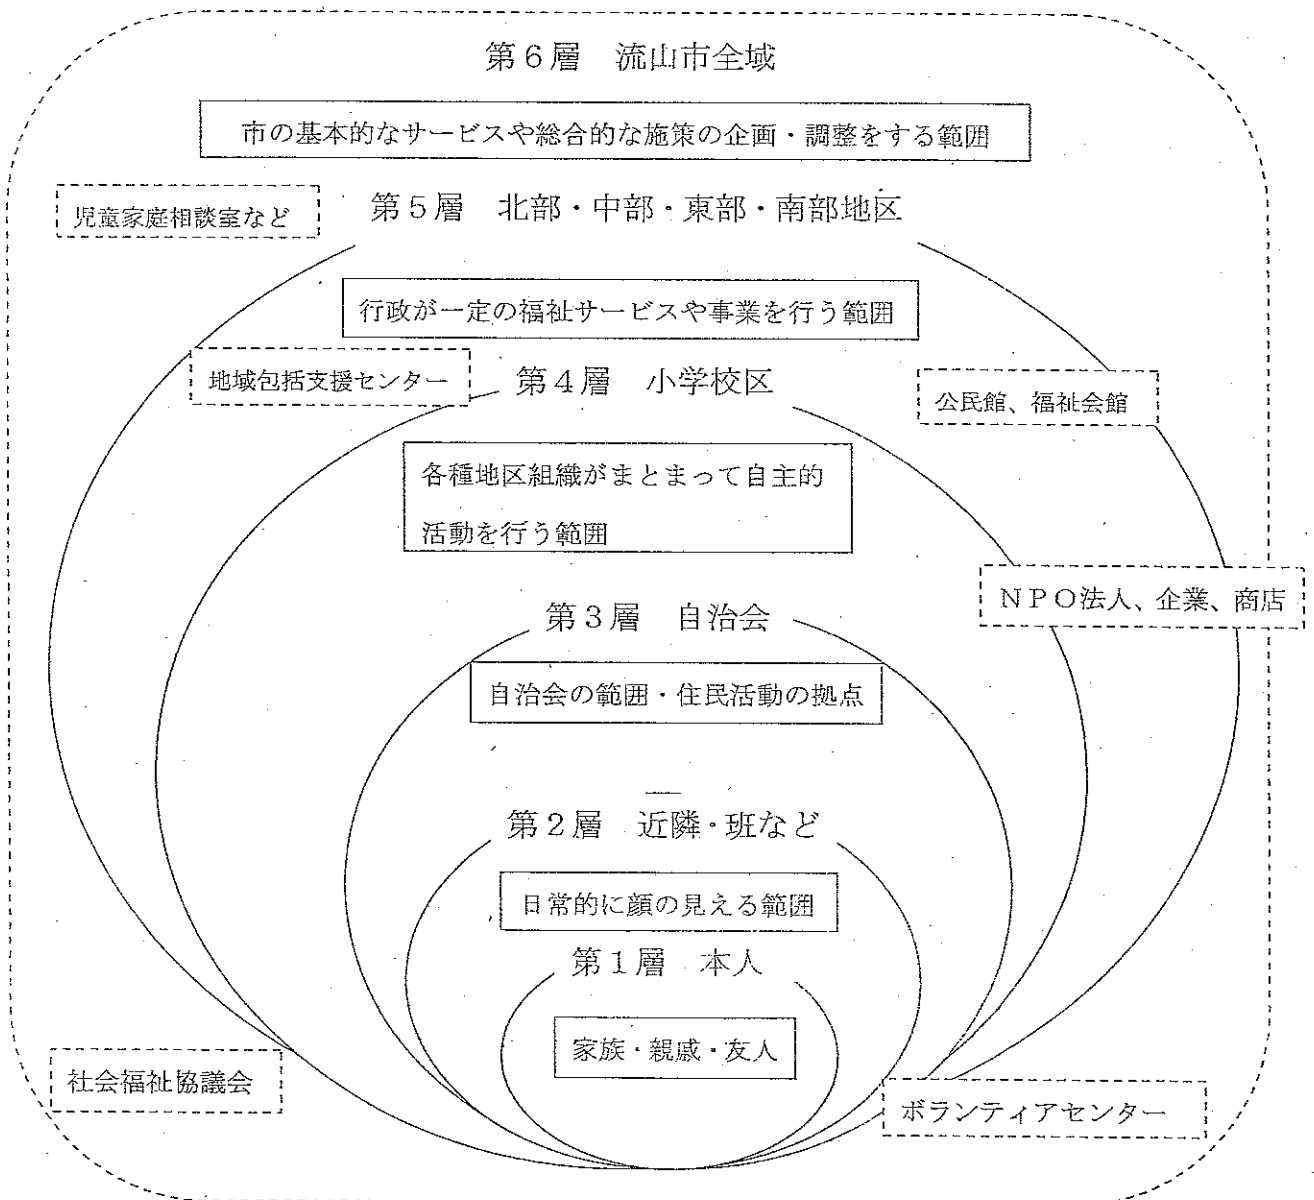 第６層　流山市全域
市の基本的なサービスや総合的な施策の企画・調整をする範囲
児童家庭相談室など
第５層　北部・中部・東部・南部地区
行政が一定の福祉サービスや事業を行う範囲
地域包括支援センター
第４層　小学校区
公民館、福祉会館
各種地区組織がまとまって自主的
活動を行う範囲
ＮＰＯ法人、企業、商店
第３層　自治会
自治会の範囲・住民活動の拠点
第２層　近隣・班など
日常的に顔の見える範囲
第１層　本人
家族・親戚・友人
社会福祉協議会
ボランティアセンター